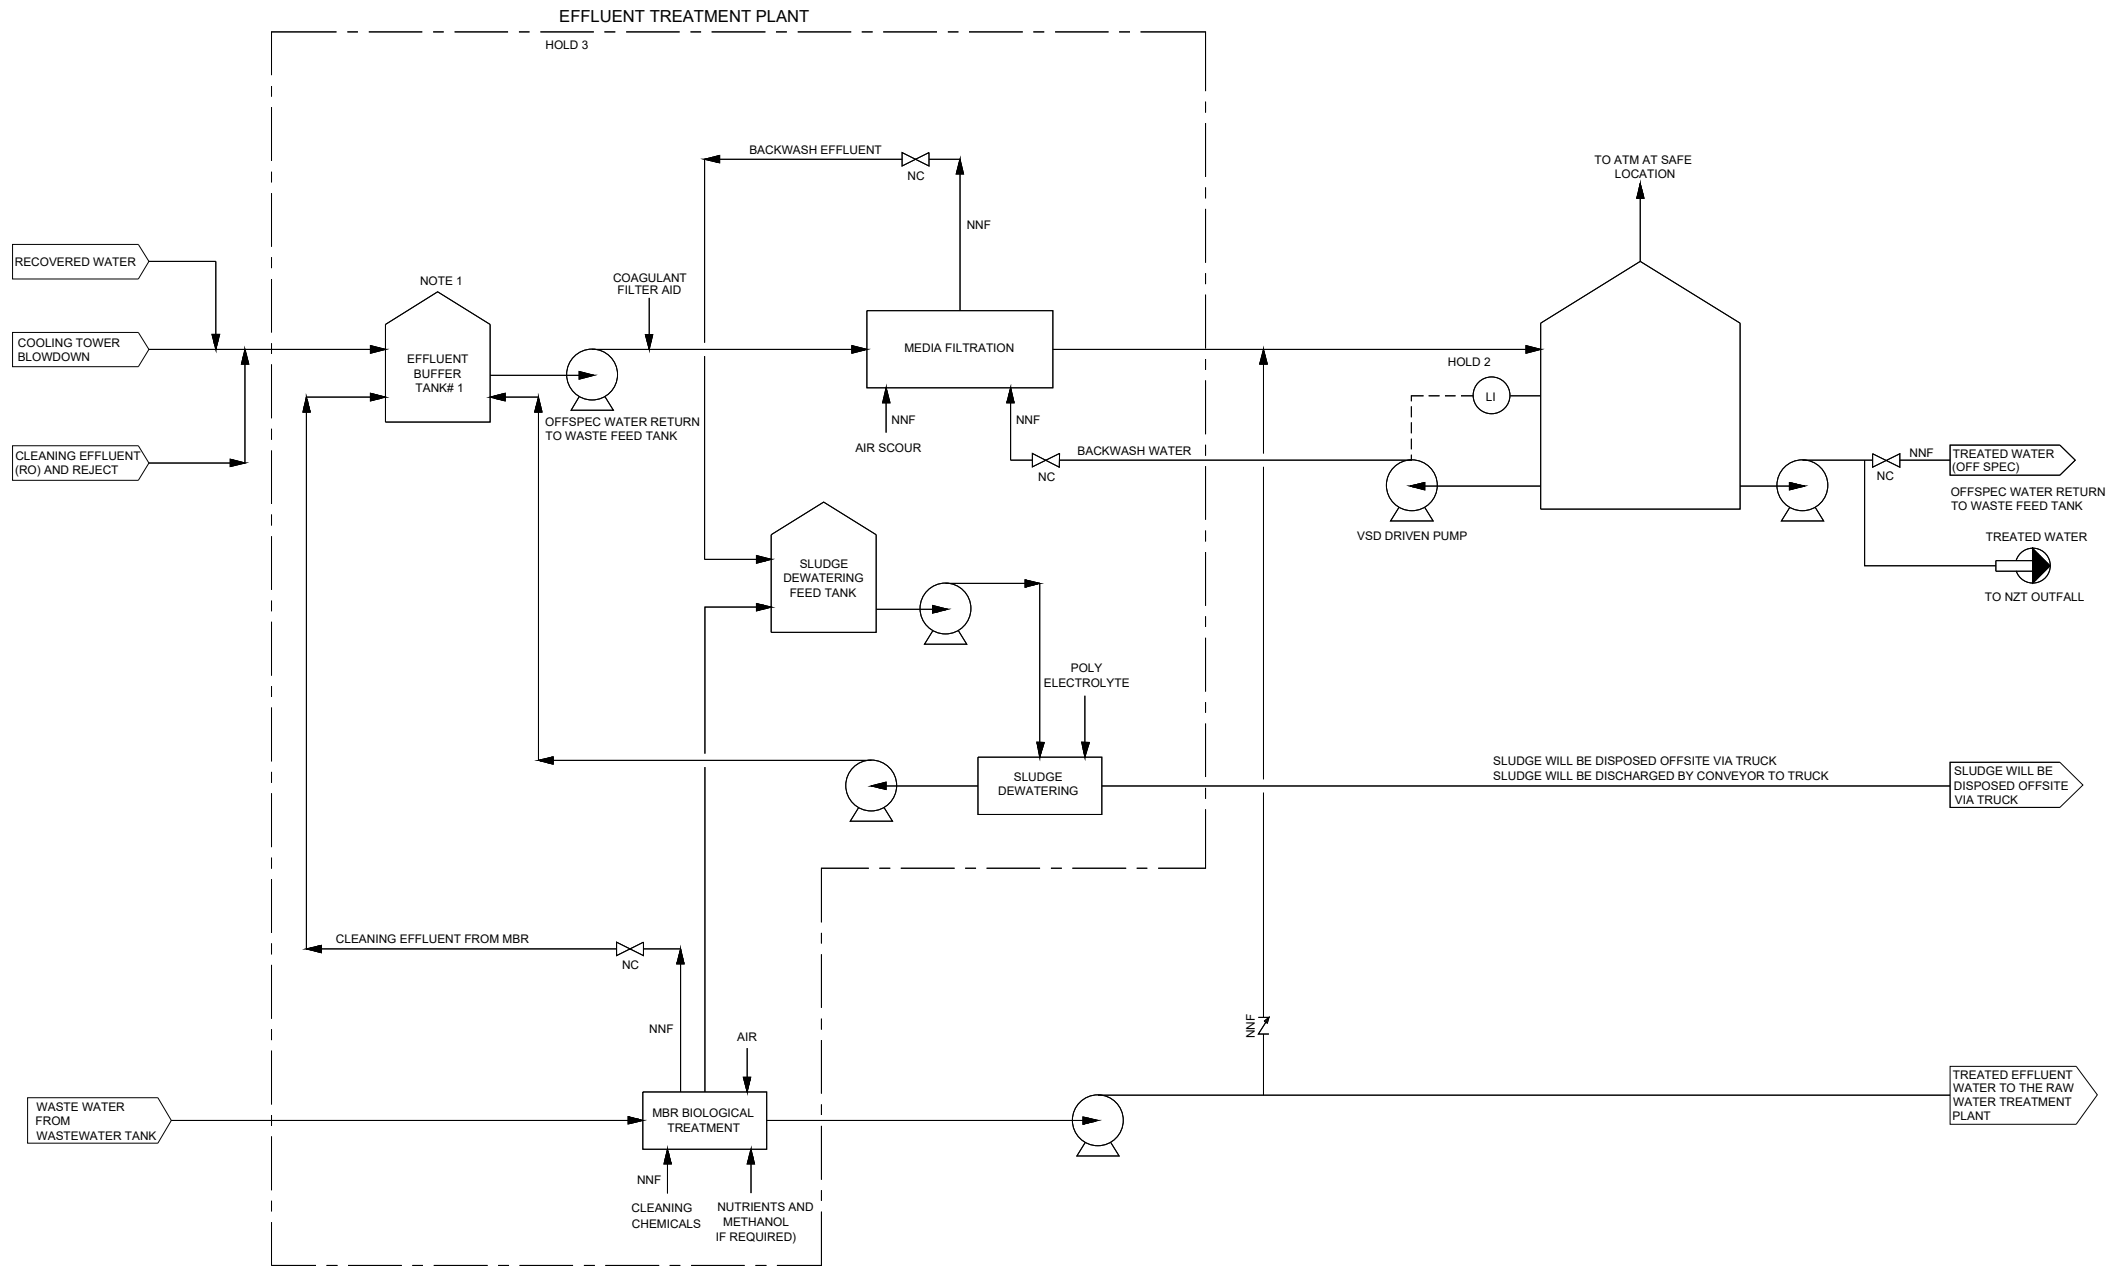 EFFLUENT TREATMENT PLANT
HOLD 3
BACKWASH EFFLUENT
NC
NNF
TO ATM AT SAFE
LOCATION
RECOVERED WATER
NOTE 1
COAGULANT
FILTER AID
COOLING TOWER
BLOWDOWN
EFFLUENT
BUFFER
TANK# 1
MEDIA FILTRATION
HOLD 2
LI
OFFSPEC WATER RETURN
TO WASTE FEED TANK
NNF
AIR SCOUR
NNF
BACKWASH WATER
NC
CLEANING EFFLUENT
(RO) AND REJECT
VSD DRIVEN PUMP
NC
NNF
TREATED WATER
(OFF SPEC)
OFFSPEC WATER RETURN
TO WASTE FEED TANK
TREATED WATER
TO NZT OUTFALL
SLUDGE
DEWATERING
FEED TANK
POLY
ELECTROLYTE
SLUDGE
DEWATERING
SLUDGE WILL BE DISPOSED OFFSITE VIA TRUCK
SLUDGE WILL BE DISCHARGED BY CONVEYOR TO TRUCK
SLUDGE WILL BE
DISPOSED OFFSITE
VIA TRUCK
CLEANING EFFLUENT FROM MBR
NC
NNF
AIR
NNF
WASTE WATER
FROM
WASTEWATER TANK
MBR BIOLOGICAL
TREATMENT
TREATED EFFLUENT
WATER TO THE RAW
WATER TREATMENT
PLANT
NNF
CLEANING
CHEMICALS
NUTRIENTS AND
METHANOL
IF REQUIRED)